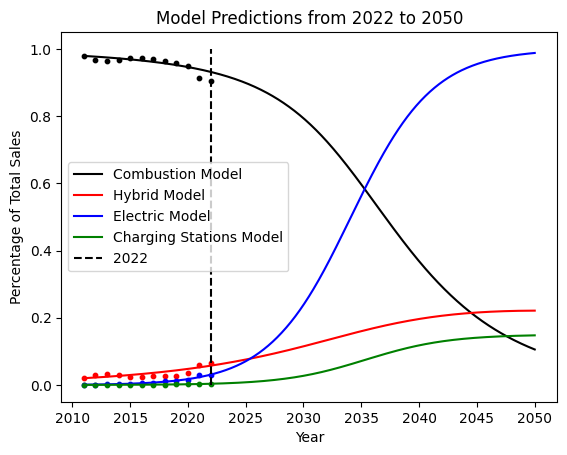 Model Predictions from 2022 to 2050
Percentage of Total Sales
1.0
0.8
0.6
0.4
0.2
0.0
Combustion Model
Hybrid Model
Electric Model
Charging Stations Model
2022
2010 2015 2020 2025 2030 2035 2040 2045 2050
Year